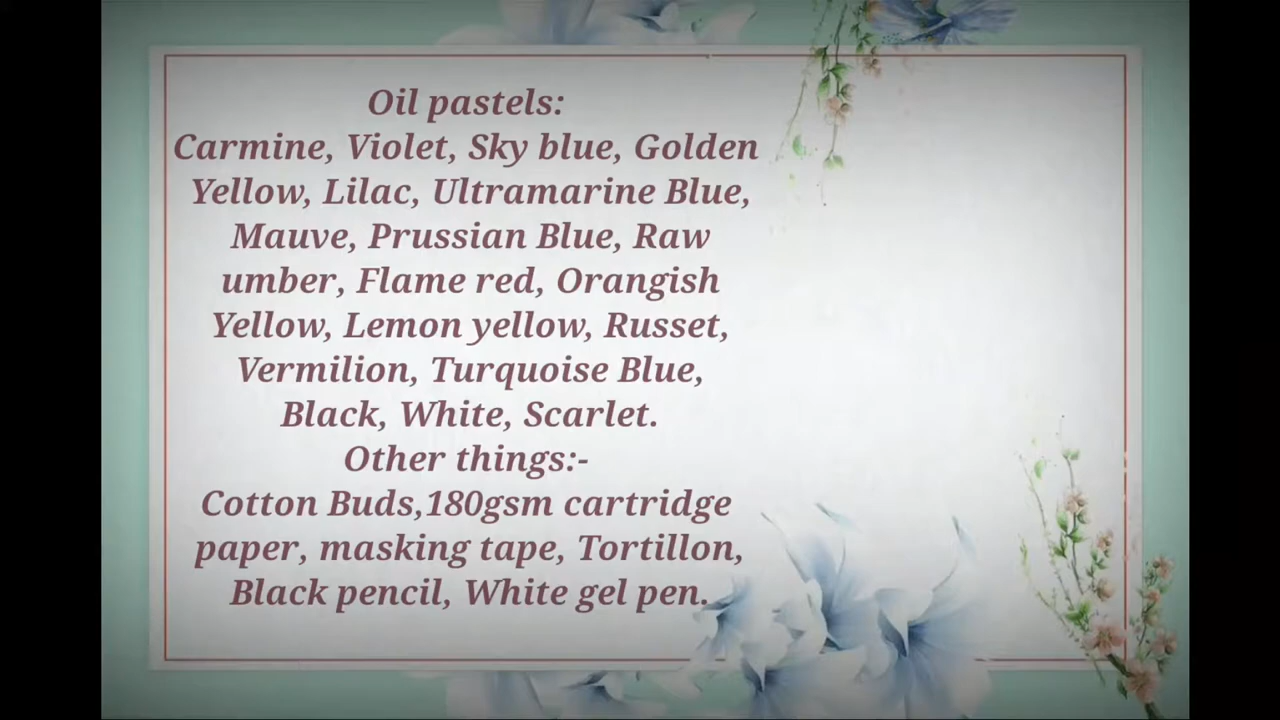 Oil pastels:
Carmine, Violet, Sky blue, Golden
Yellow, Lilac, Ultramarine Blue,
Mauve, Prussian Blue, Raw
umber, Flame red, Orangish
Yellow, Lemon yellow, Russet,
Vermilion, Turquoise Blue,
Black, White, Scarlet.
Other things:-
Cotton Buds,180gsm cartridge
paper, masking tape, Tortillon,
Black pencil, White gel pen.